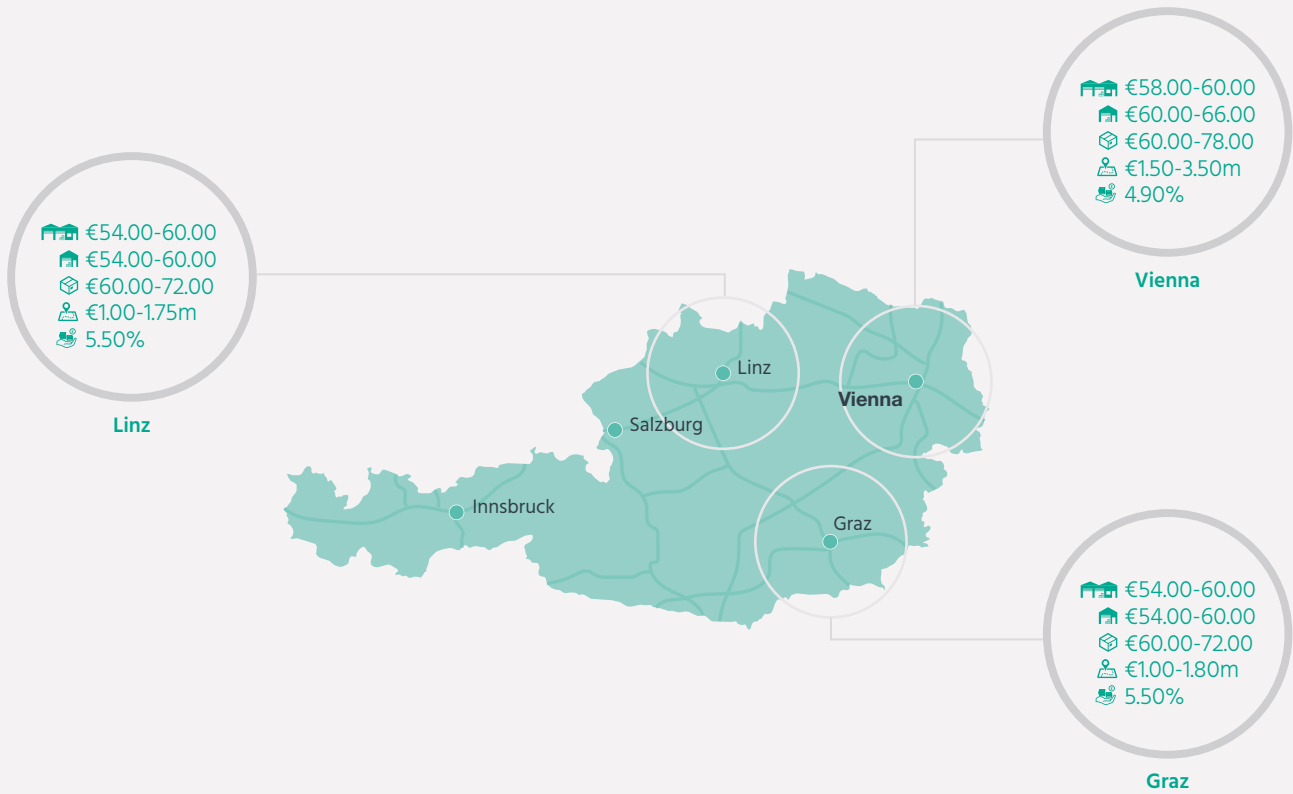 €58.00-60.00
€60.00-66.00
€60.00-78.00
€1.50-3.50m
4.90%
Vienna
€54.00-60.00
€54.00-60.00
€60.00-72.00
€1.00-1.75m
5.50%
Linz
Linz
Vienna
Salzburg
Innsbruck
Graz
€54.00-60.00
€54.00-60.00
€60.00-72.00
€1.00-1.80m
5.50%
Graz